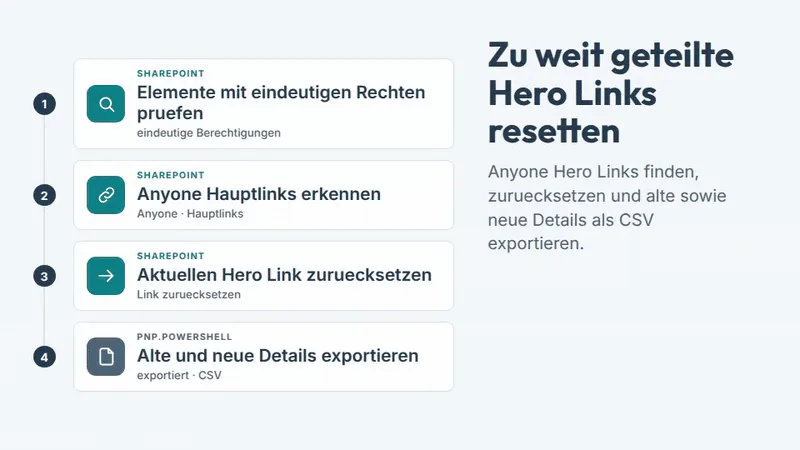 1
SHAREPOINT
Elemente mit eindeutigen Rechten
pruefen
eindeutige Berechtigungen
2
SHAREPOINT
Anyone Hauptlinks erkennen
Anyone · Hauptlinks
3
SHAREPOINT
Aktuellen Hero Link zuruecksetzen
Link zuruecksetzen
4
PNP.POWERSHELL
Alte und neue Details exportieren
exportiert · CSV
Zu weit geteilte
Hero Links
resetten
Anyone Hero Links finden,
zuruecksetzen und alte sowie
neue Details als CSV
exportieren.